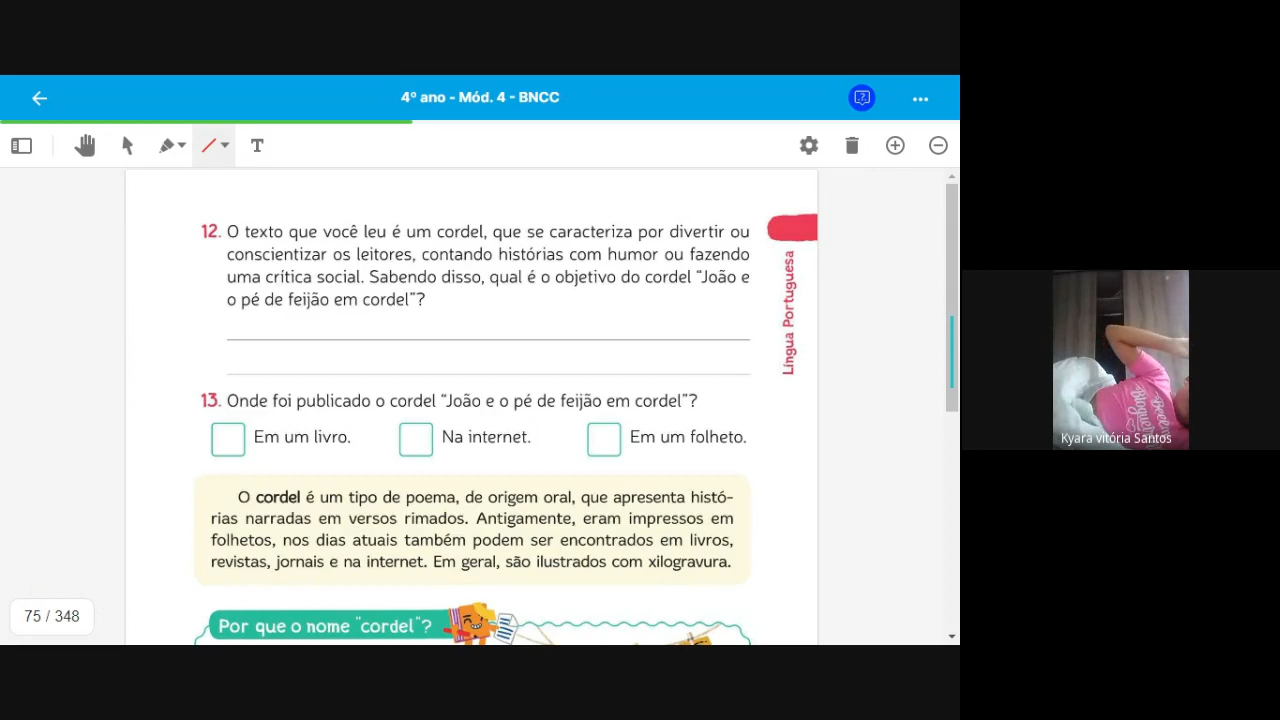 4º ano - Mód. 4 - BNCC
T
12. O texto que você leu é um cordel, que se caracteriza por divertir ou
conscientizar os leitores, contando histórias com humor ou fazendo
uma crítica social. Sabendo disso, qual é o objetivo do cordel “João e
o pé de feijão em cordel”?
Língua Portuguesa
13. Onde foi publicado o cordel “João e o pé de feijão em cordel”?
Em um livro. Na internet. Em um folheto.
O cordel é um tipo de poema, de origem oral, que apresenta histó-
rias narradas em versos rimados. Antigamente, eram impressos em
folhetos, nos dias atuais também podem ser encontrados em livros,
revistas, jornais e na internet. Em geral, são ilustrados com xilogravura.
75 / 348
Por que o nome “cordel”?
Kyara vitória Santos